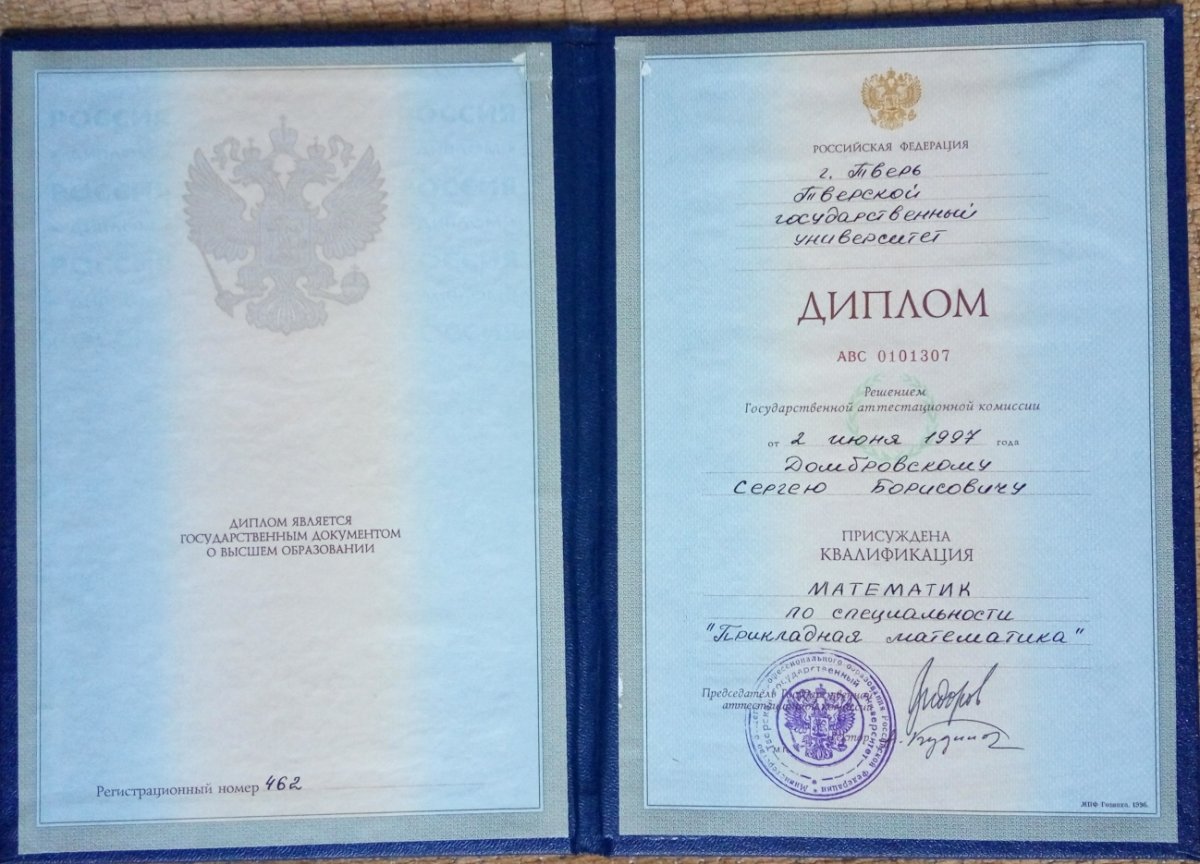 ДИПЛОМ ЯВЛЯЕТСЯ
ГОСУДАРСТВЕННЫМ ДОКУМЕНТОМ
О ВЫСШЕМ ОБРАЗОВАНИИ
Регистрационный номер 462
РОССИЙСКАЯ ФЕДЕРАЦИЯ
г. Тверь
Тверской
государственный
университет
ДИПЛОМ
АВС 0101307
Решением
Государственной аттестационной комиссии
от 2 июня 1997 года
Домбровскому
Сергею Борисовичу
ПРИСУЖДЕНА
КВАЛИФИКАЦИЯ
МАТЕМАТИК
по специальности
"Прикладная математика"
Председатель Государственной
аттестационной комиссии
МПФ Гознака. 1996.